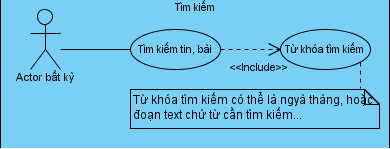 Tìm kiếm
Tìm kiếm tin, bài
Từ khóa tìm kiếm
<<Include>>
Actor bất kỳ
Từ khóa tìm kiếm có thể là ngyà tháng, hoặc
đoạn text chứ từ cần tìm kiếm...